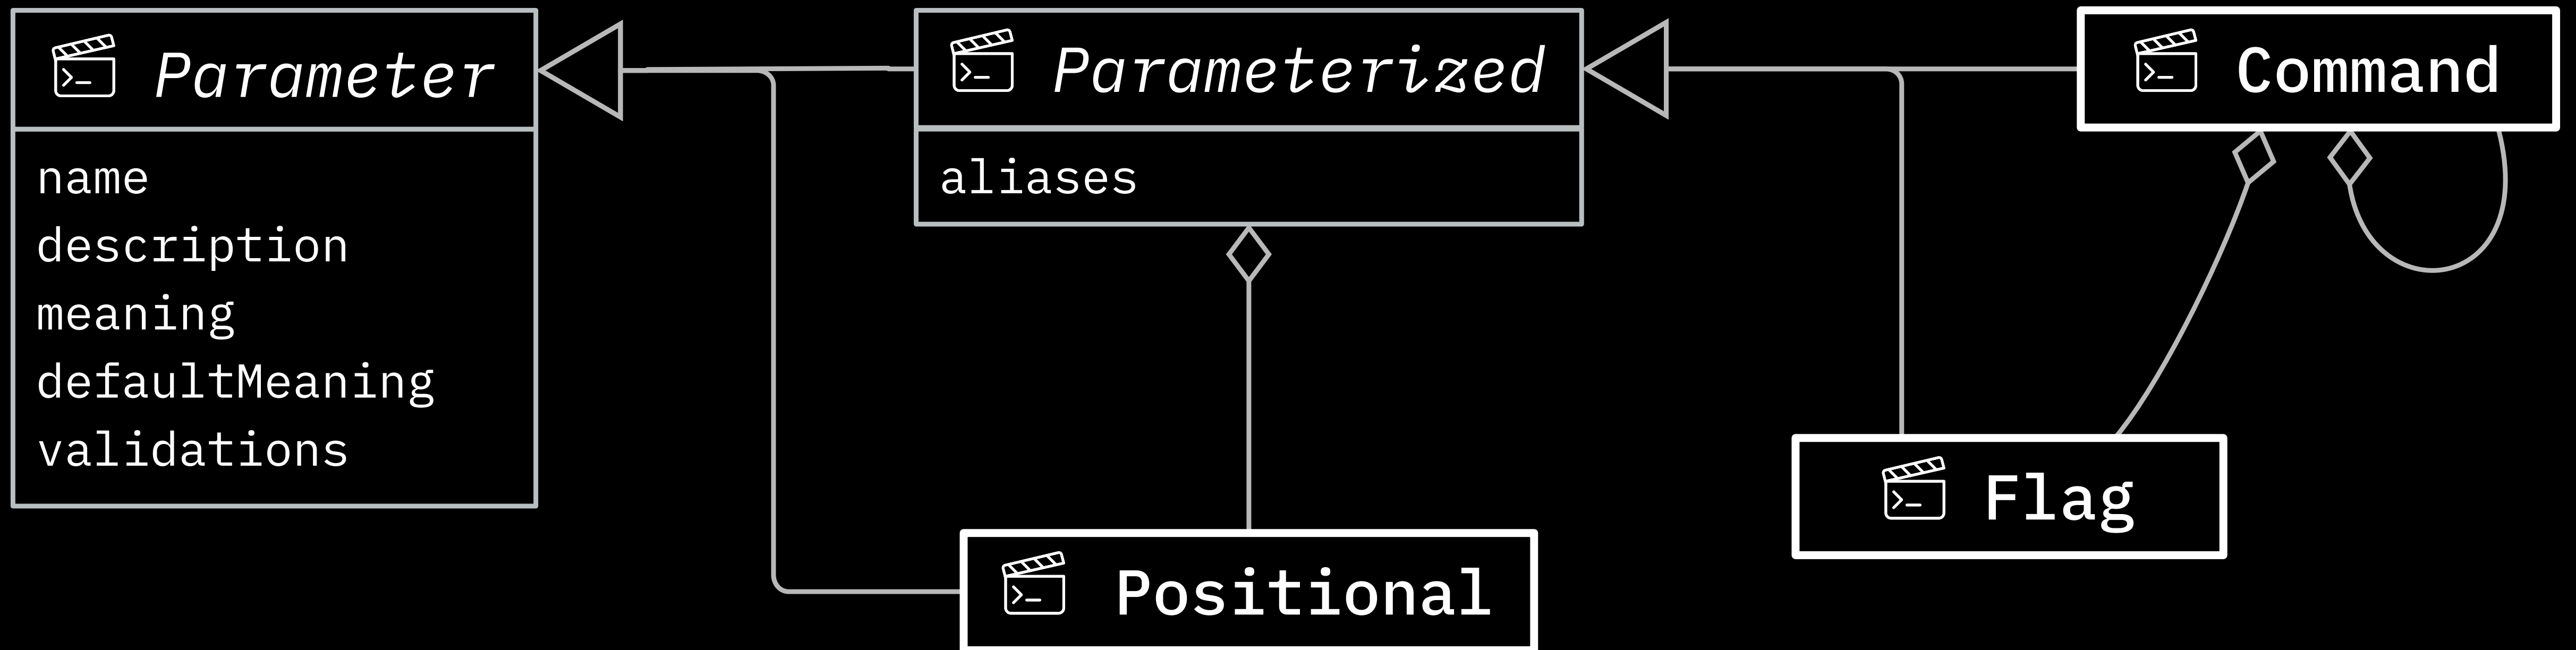 >_ Parameter
name
description
meaning
defaultMeaning
validations
>_ Parameterized
aliases
>_ Command
>_ Flag
>_ Positional